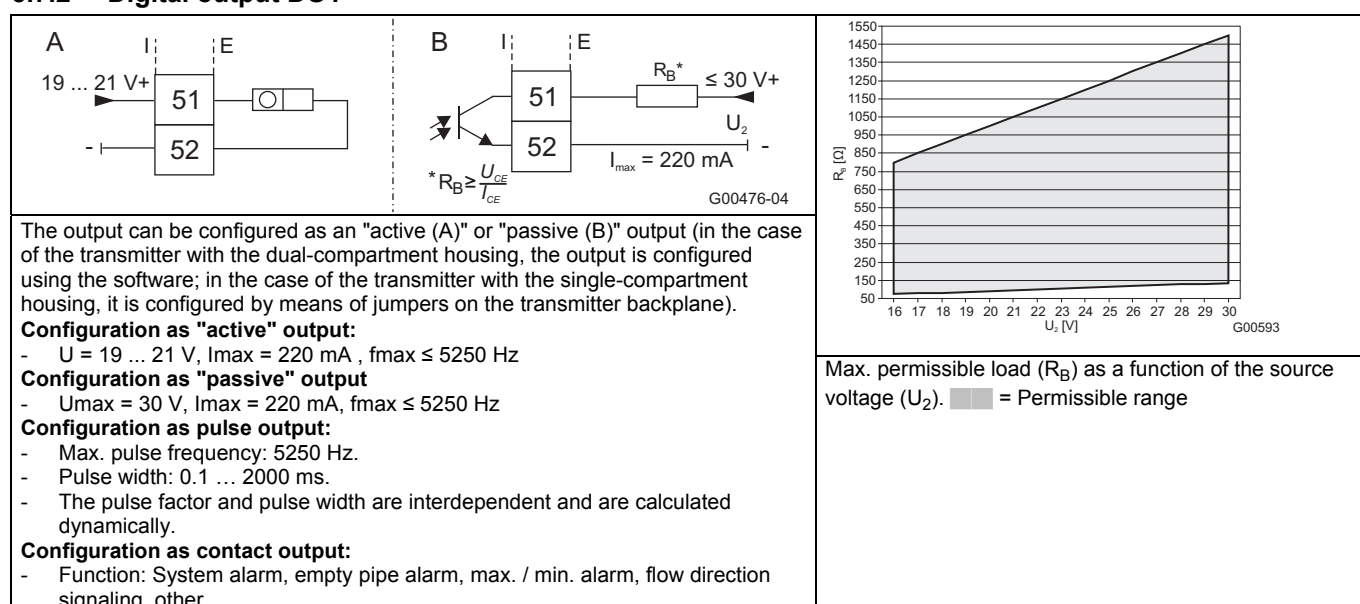 Digital output DO1
A
I
E
19 ... 21 V+
51
52
-
B
I
E
51
52
R_B*
≤ 30 V+
U₂
I_max = 220 mA
-
*R_B ≥ U_CE / I_CE
G00476-04
The output can be configured as an "active (A)" or "passive (B)" output (in the case
of the transmitter with the dual-compartment housing, the output is configured
using the software; in the case of the transmitter with the single-compartment
housing, it is configured by means of jumpers on the transmitter backplane).
Configuration as "active" output:
- U = 19 ... 21 V, Imax = 220 mA , fmax ≤ 5250 Hz
Configuration as "passive" output
- Umax = 30 V, Imax = 220 mA, fmax ≤ 5250 Hz
Configuration as pulse output:
- Max. pulse frequency: 5250 Hz.
- Pulse width: 0.1 … 2000 ms.
- The pulse factor and pulse width are interdependent and are calculated
dynamically.
Configuration as contact output:
- Function: System alarm, empty pipe alarm, max. / min. alarm, flow direction
signaling, other
1550
1450
1350
1250
1150
1050
950
850
750
650
550
450
350
250
150
50
R_B [Ω]
16 17 18 19 20 21 22 23 24 25 26 27 28 29 30
U₂ [V]
G00593
Max. permissible load (R_B) as a function of the source
voltage (U₂). = Permissible range